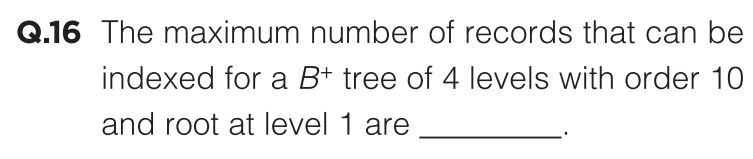 Q.16 The maximum number of records that can be
indexed for a B⁺ tree of 4 levels with order 10
and root at level 1 are __________.